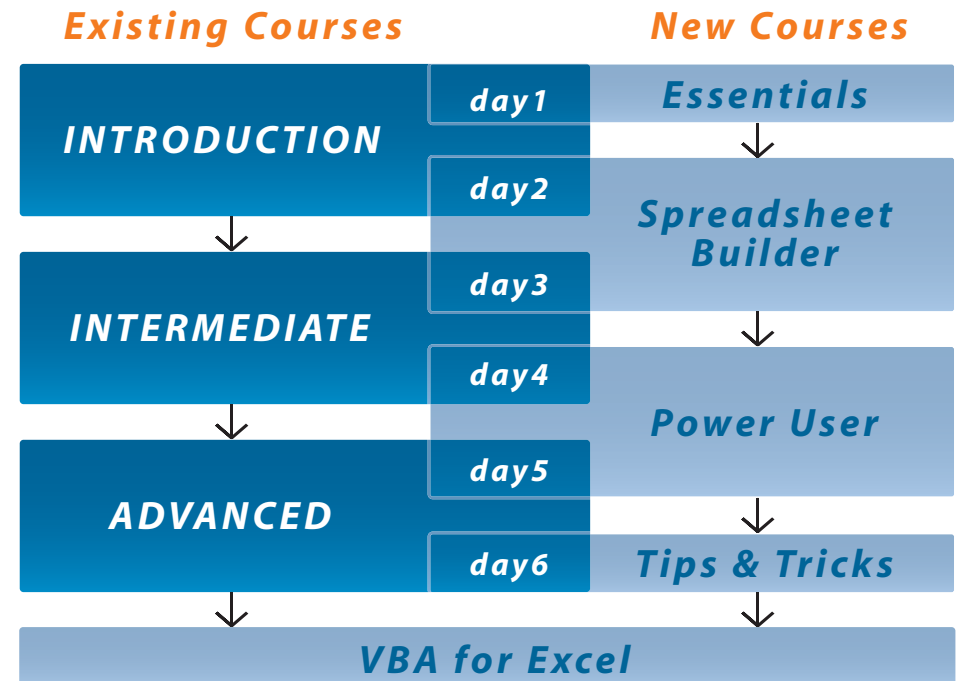 Existing Courses
New Courses
day1
Essentials
INTRODUCTION
day2
Spreadsheet
Builder
day3
INTERMEDIATE
day4
Power User
day5
ADVANCED
day6
Tips & Tricks
VBA for Excel